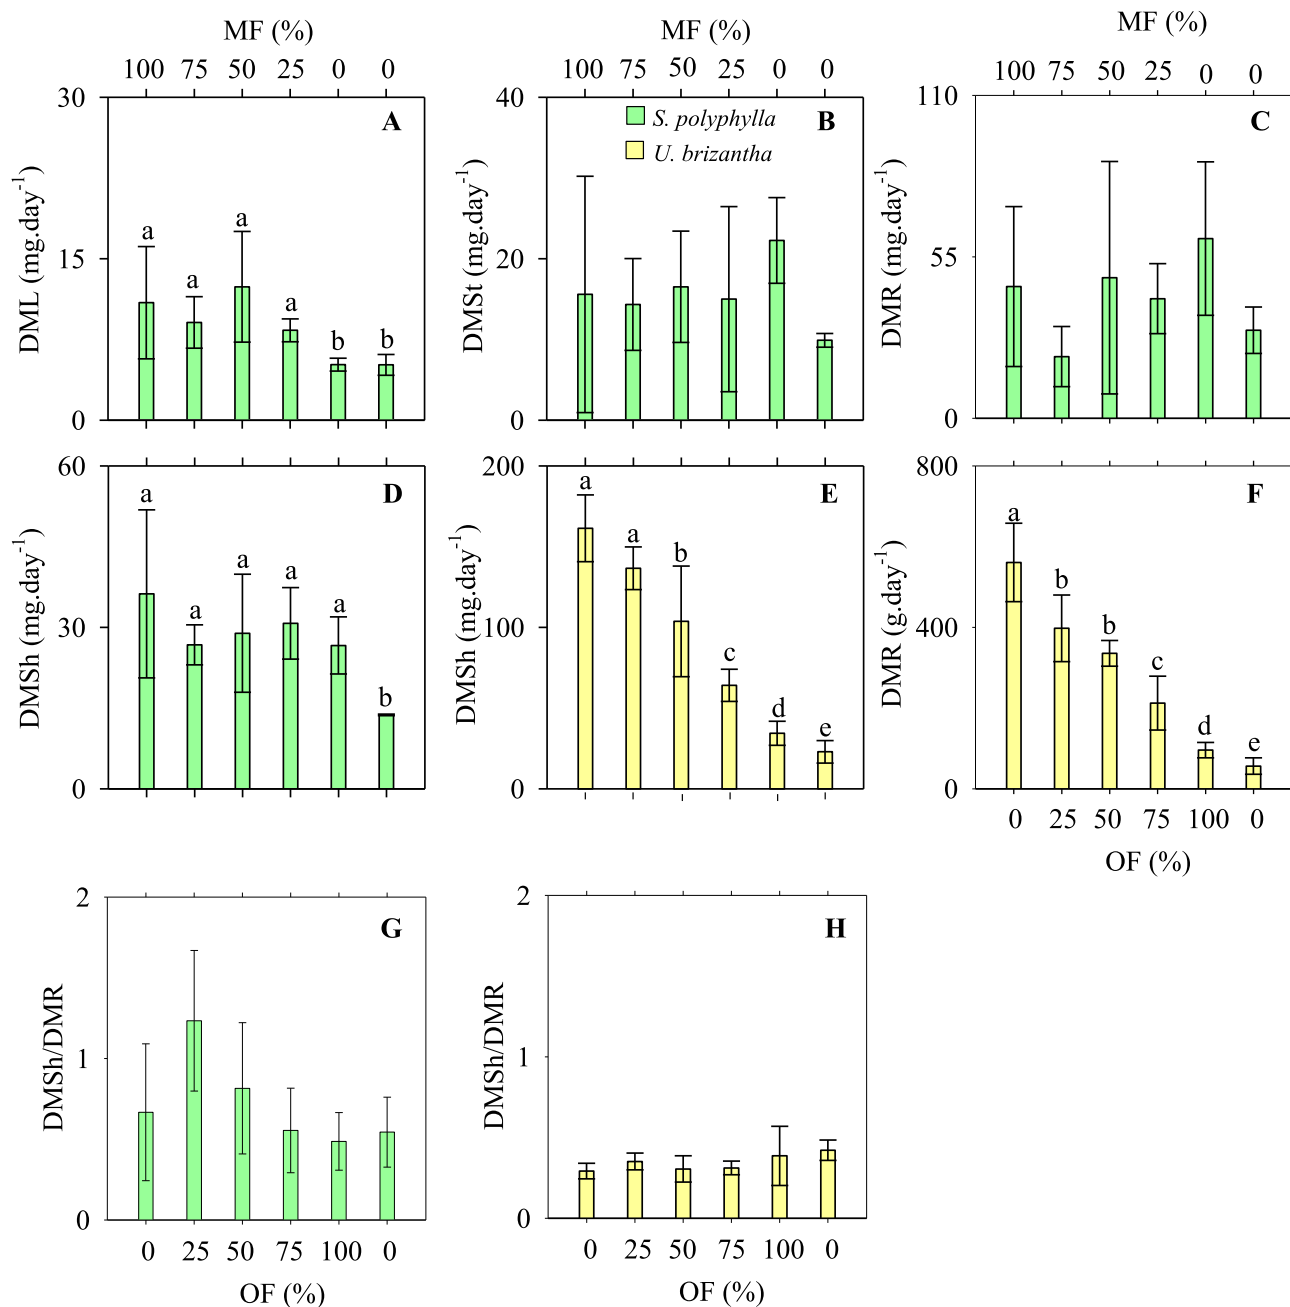 MF (%)
MF (%)
MF (%)
100 75 50 25 0 0
100 75 50 25 0 0
100 75 50 25 0 0
30
15
0
DML (mg.day-1)
A
a
a
a
a
b
b
40
20
0
DMSt (mg.day-1)
B
S. polyphylla
U. brizantha
110
55
0
DMR (mg.day-1)
C
60
30
0
DMSh (mg.day-1)
D
a
a
a
a
a
b
200
100
0
DMSh (mg.day-1)
E
a
a
b
c
d
e
800
400
0
DMR (g.day-1)
F
a
b
b
c
d
e
0 25 50 75 100 0
OF (%)
2
1
0
DMSh/DMR
G
0 25 50 75 100 0
OF (%)
2
1
0
DMSh/DMR
H
0 25 50 75 100 0
OF (%)